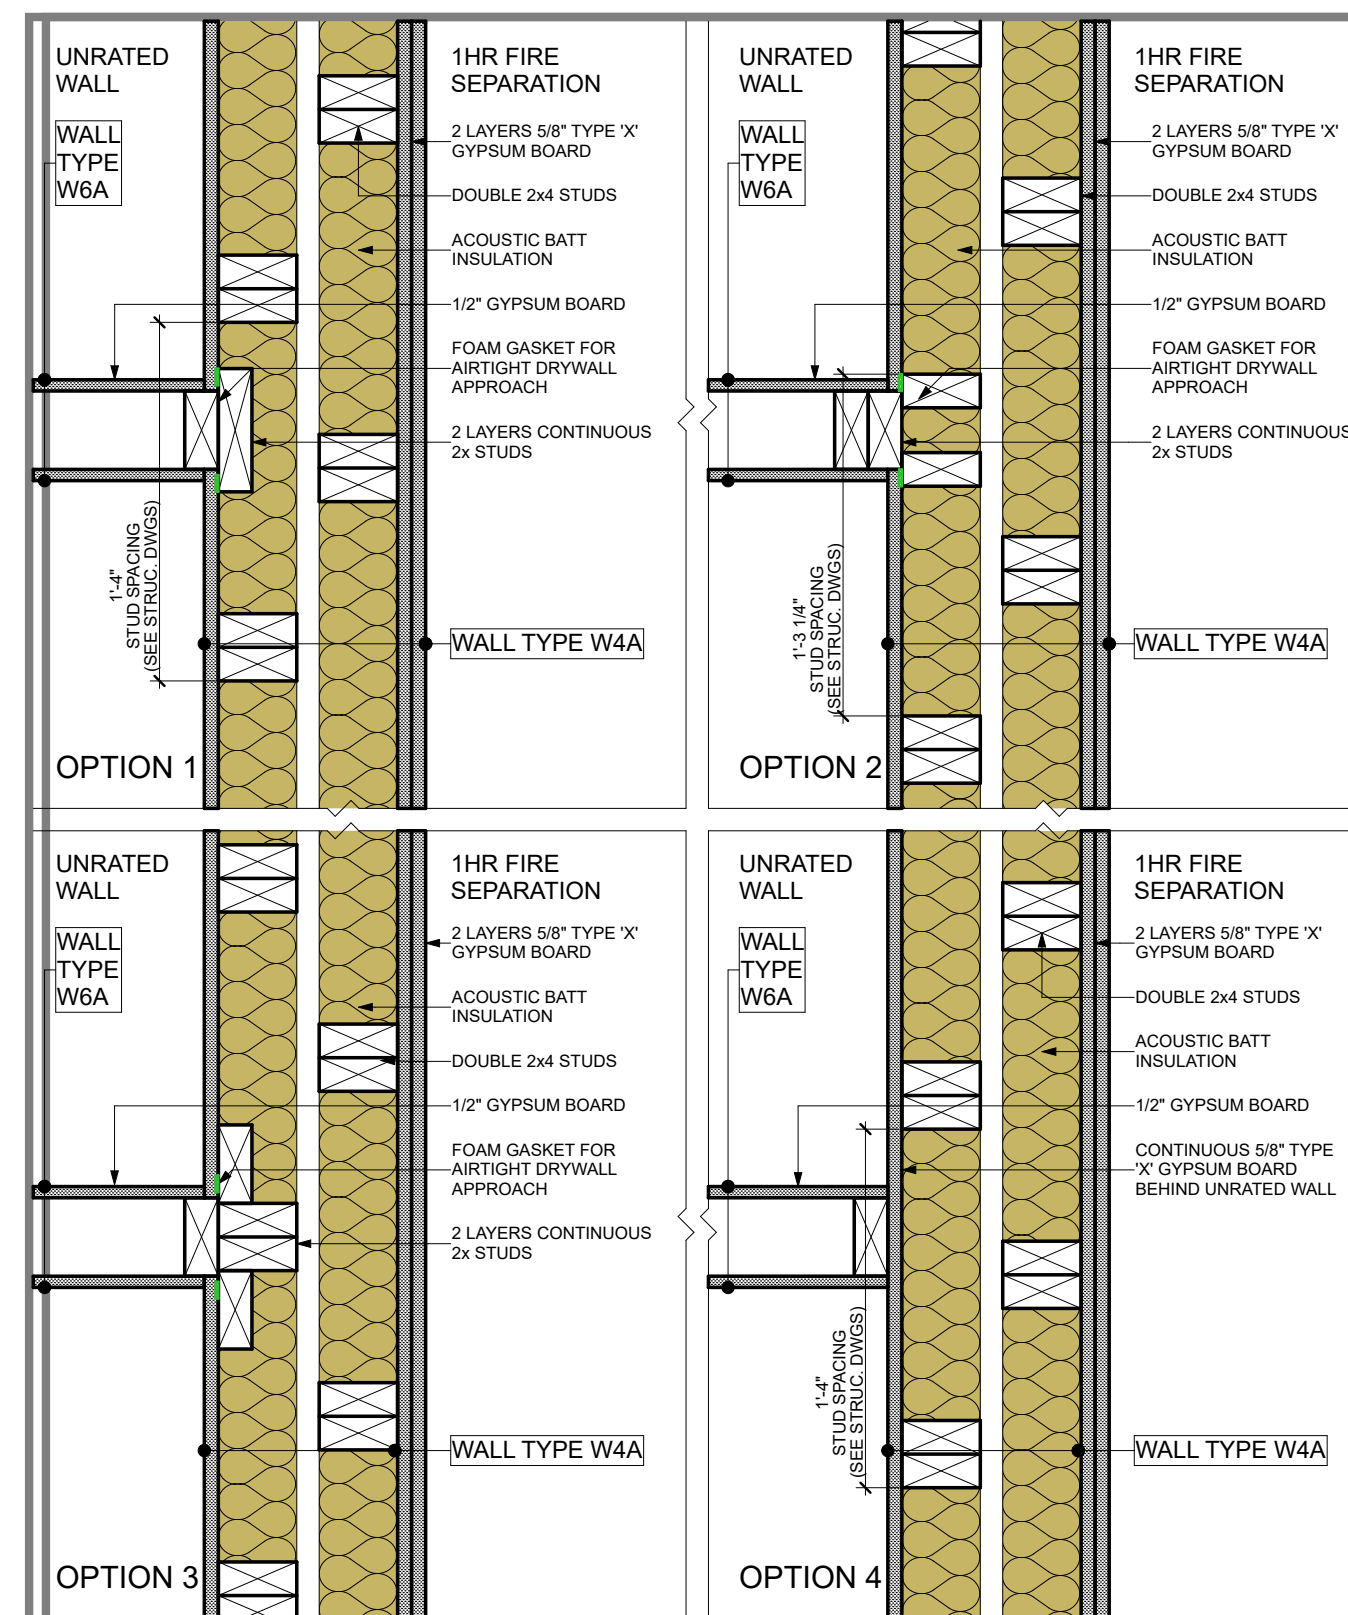 UNRATED
WALL
WALL
TYPE
W6A
1HR FIRE
SEPARATION
2 LAYERS 5/8" TYPE 'X'
GYPSUM BOARD
DOUBLE 2x4 STUDS
ACOUSTIC BATT
INSULATION
1/2" GYPSUM BOARD
FOAM GASKET FOR
AIRTIGHT DRYWALL
APPROACH
2 LAYERS CONTINUOUS
2x STUDS
1'-4"
STUD SPACING
(SEE STRUC. DWGS)
WALL TYPE W4A
OPTION 1
UNRATED
WALL
WALL
TYPE
W6A
1HR FIRE
SEPARATION
2 LAYERS 5/8" TYPE 'X'
GYPSUM BOARD
DOUBLE 2x4 STUDS
ACOUSTIC BATT
INSULATION
1/2" GYPSUM BOARD
FOAM GASKET FOR
AIRTIGHT DRYWALL
APPROACH
2 LAYERS CONTINUOUS
2x STUDS
1'-3 1/4"
STUD SPACING
(SEE STRUC. DWGS)
WALL TYPE W4A
OPTION 2
UNRATED
WALL
WALL
TYPE
W6A
1HR FIRE
SEPARATION
2 LAYERS 5/8" TYPE 'X'
GYPSUM BOARD
ACOUSTIC BATT
INSULATION
DOUBLE 2x4 STUDS
1/2" GYPSUM BOARD
FOAM GASKET FOR
AIRTIGHT DRYWALL
APPROACH
2 LAYERS CONTINUOUS
2x STUDS
WALL TYPE W4A
OPTION 3
UNRATED
WALL
WALL
TYPE
W6A
1HR FIRE
SEPARATION
2 LAYERS 5/8" TYPE 'X'
GYPSUM BOARD
DOUBLE 2x4 STUDS
ACOUSTIC BATT
INSULATION
1/2" GYPSUM BOARD
CONTINUOUS 5/8" TYPE
'X' GYPSUM BOARD
BEHIND UNRATED WALL
1'-4"
STUD SPACING
(SEE STRUC. DWGS)
WALL TYPE W4A
OPTION 4